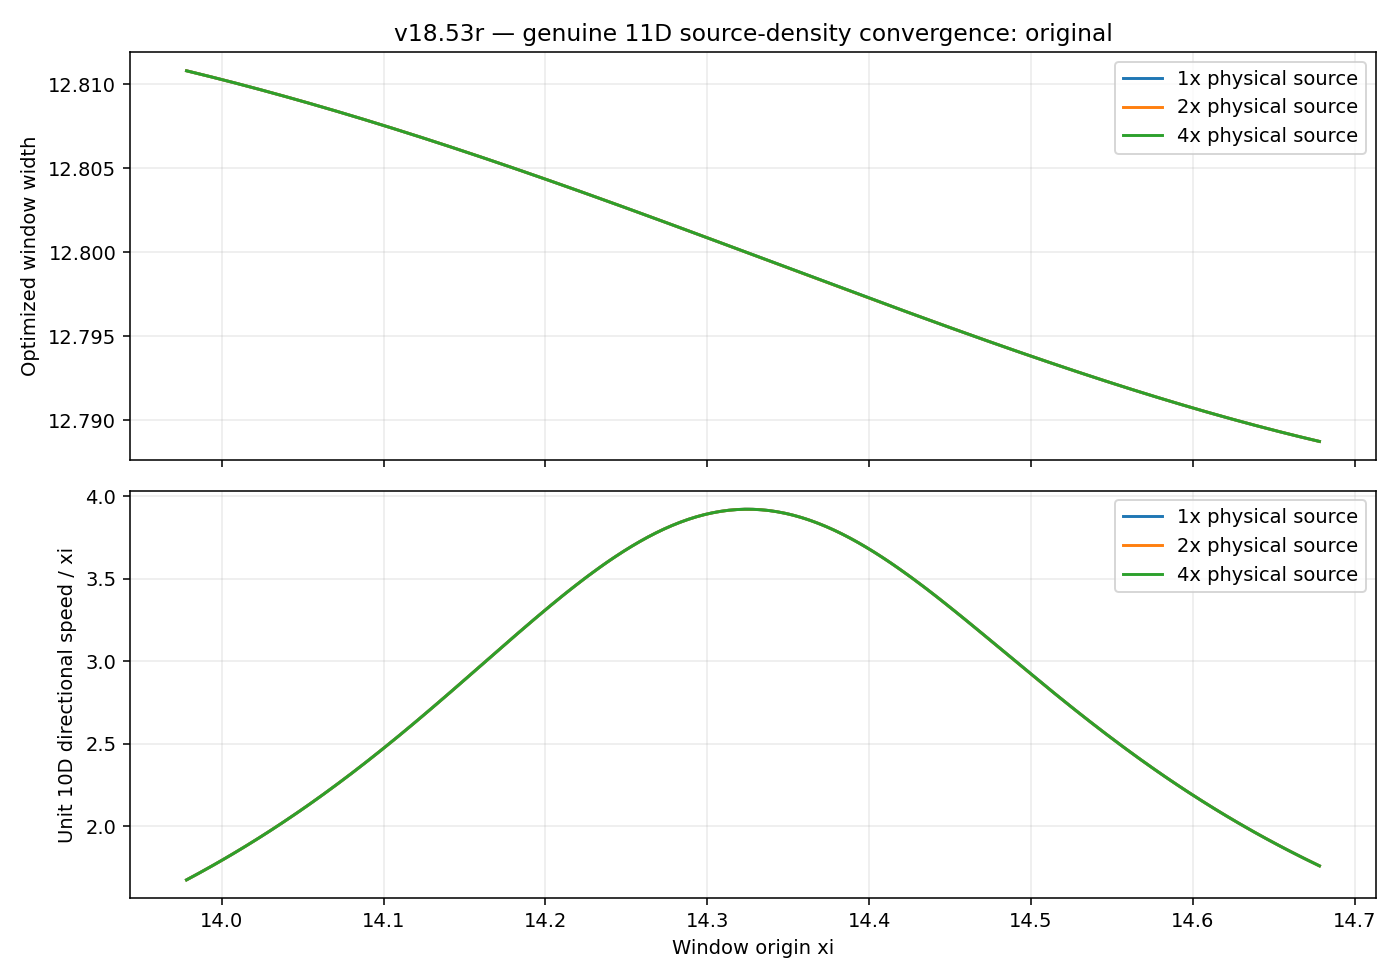 v18.53r — genuine 11D source-density convergence: original
12.810
12.805
12.800
12.795
12.790
Optimized window width
1x physical source
2x physical source
4x physical source
4.0
3.5
3.0
2.5
2.0
Unit 10D directional speed / xi
1x physical source
2x physical source
4x physical source
14.0 14.1 14.2 14.3 14.4 14.5 14.6 14.7
Window origin xi